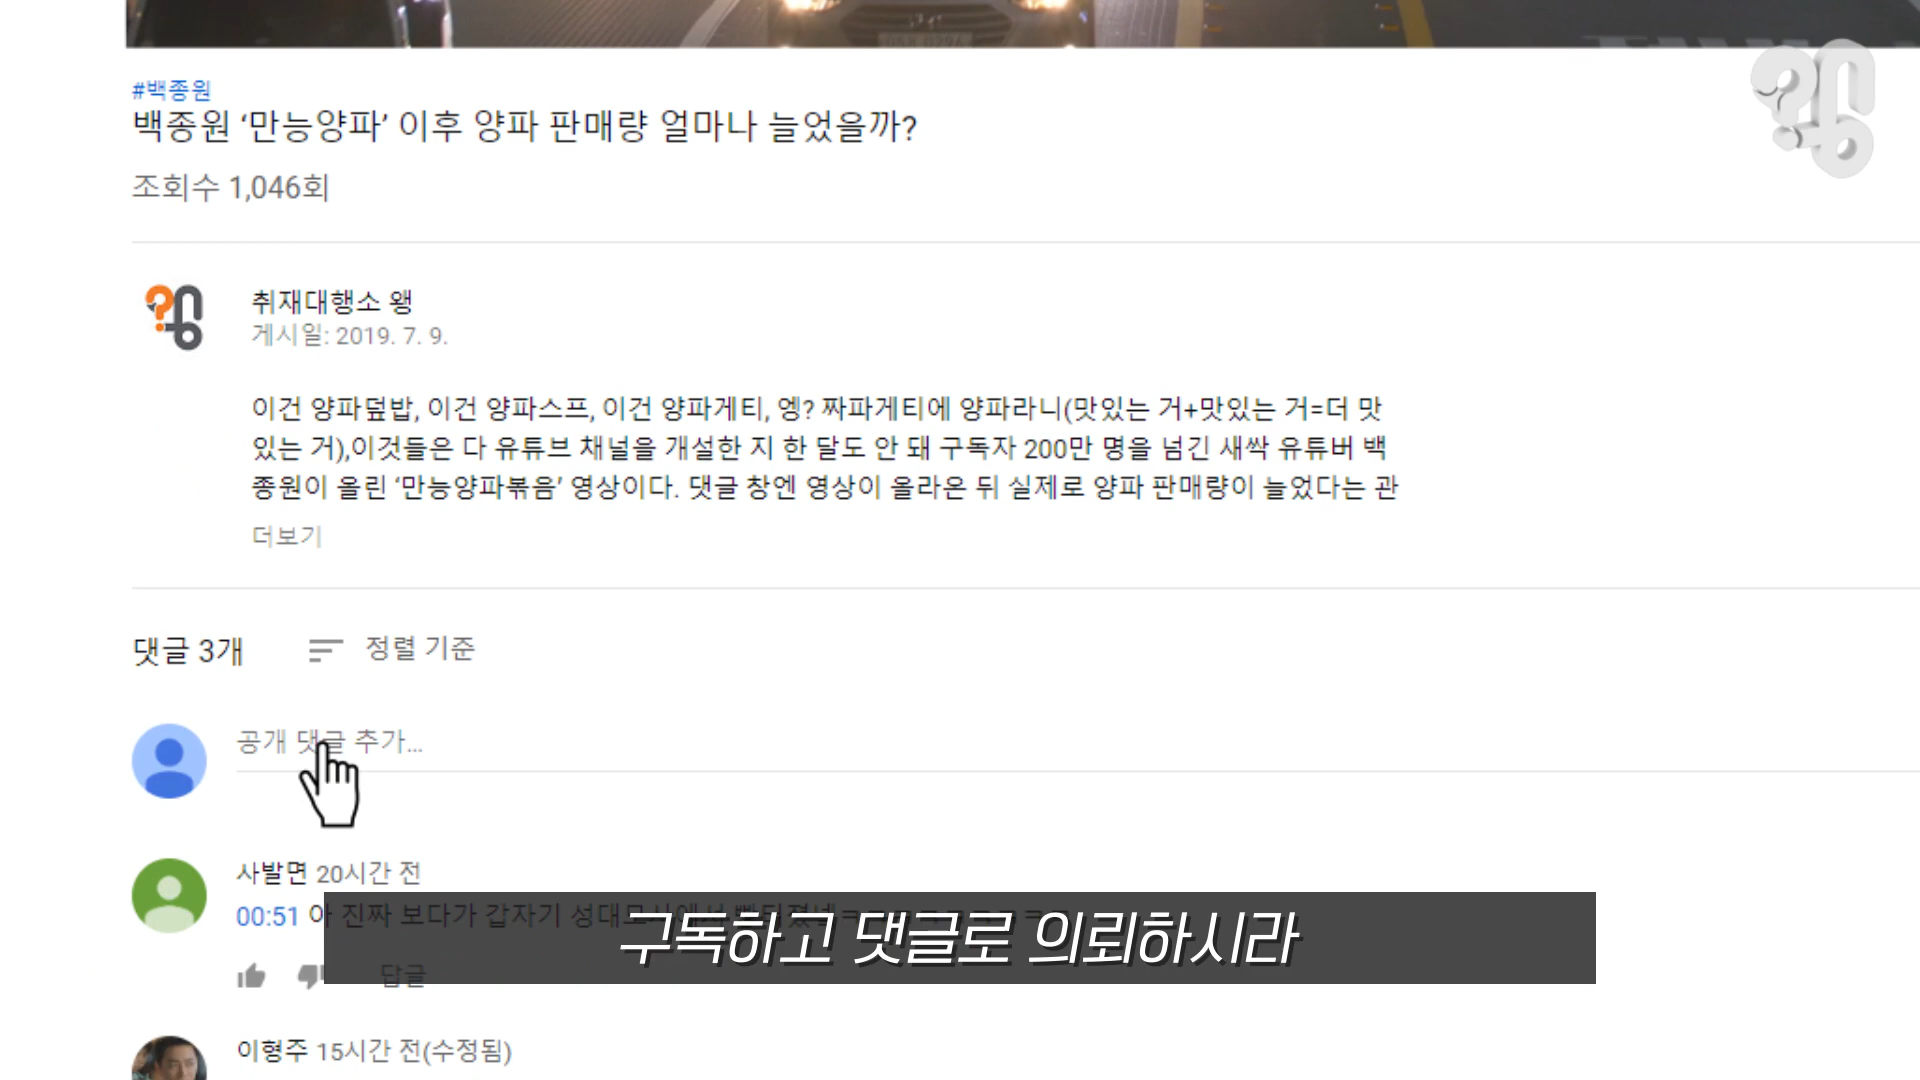 #백종원
백종원 ‘만능양파’ 이후 양파 판매량 얼마나 늘었을까?
조회수 1,046회
취재대행소 왱
게시일: 2019. 7. 9.
이건 양파덮밥, 이건 양파스프, 이건 양파게티, 엥? 짜파게티에 양파라니(맛있는 거+맛있는 거=더 맛
있는 거),이것들은 다 유튜브 채널을 개설한 지 한 달도 안 돼 구독자 200만 명을 넘긴 새싹 유튜버 백
종원이 올린 ‘만능양파볶음’ 영상이다. 댓글 창엔 영상이 올라온 뒤 실제로 양파 판매량이 늘었다는 관
더보기
댓글 3개 정렬 기준
공개 댓글 추가...
사발면 20시간 전
00:51 아 진짜 보다가 갑자기 성대모사에서
구독하고 댓글로 의뢰하시라
답글
이형주 15시간 전(수정됨)